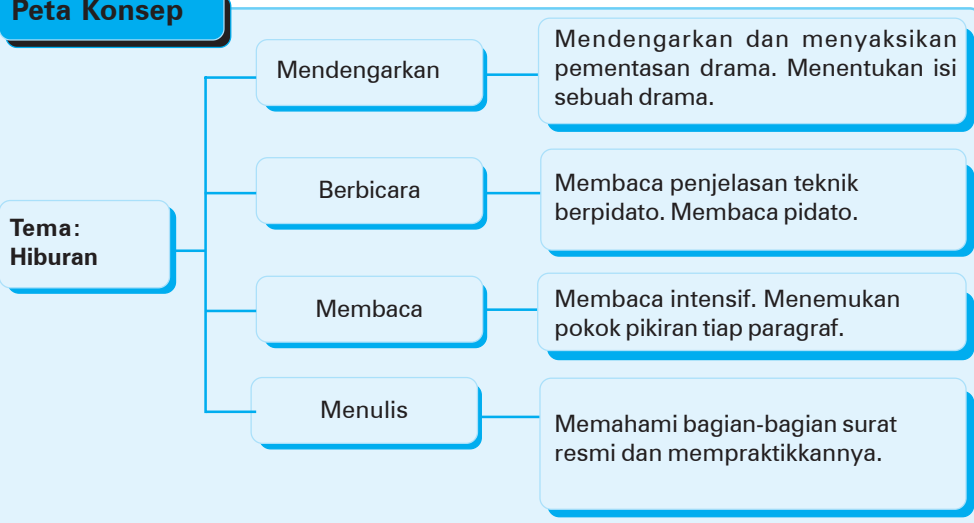 Peta Konsep
Mendengarkan
Mendengarkan dan menyaksikan
pementasan drama. Menentukan isi
sebuah drama.
Tema:
Hiburan
Berbicara
Membaca penjelasan teknik
berpidato. Membaca pidato.
Membaca
Membaca intensif. Menemukan
pokok pikiran tiap paragraf.
Menulis
Memahami bagian-bagian surat
resmi dan mempraktikkannya.